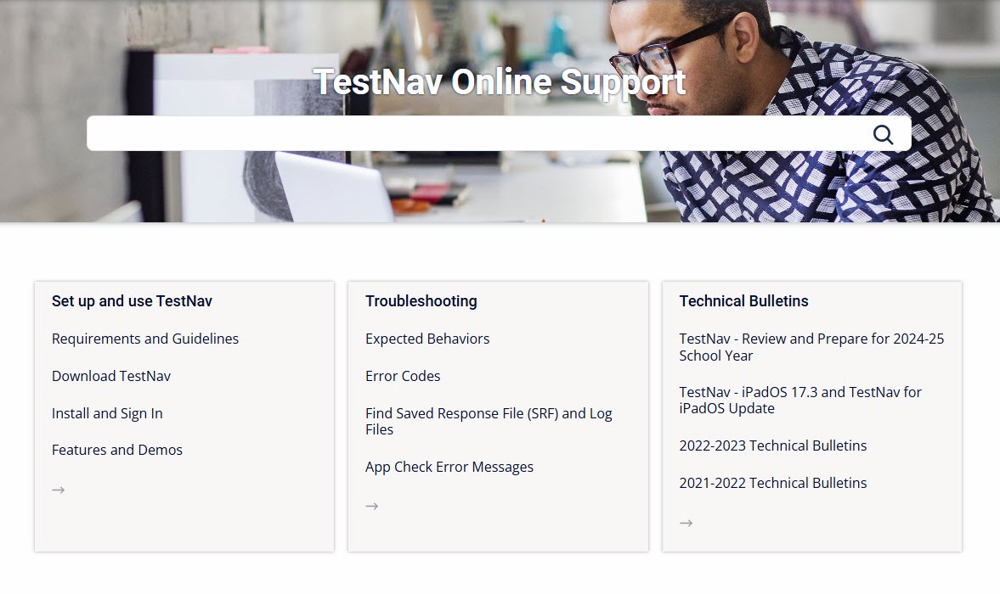 TestNav Online Support
Set up and use TestNav
Requirements and Guidelines
Download TestNav
Install and Sign In
Features and Demos
→
Troubleshooting
Expected Behaviors
Error Codes
Find Saved Response File (SRF) and Log
Files
App Check Error Messages
→
Technical Bulletins
TestNav - Review and Prepare for 2024-25
School Year
TestNav - iPadOS 17.3 and TestNav for
iPadOS Update
2022-2023 Technical Bulletins
2021-2022 Technical Bulletins
→